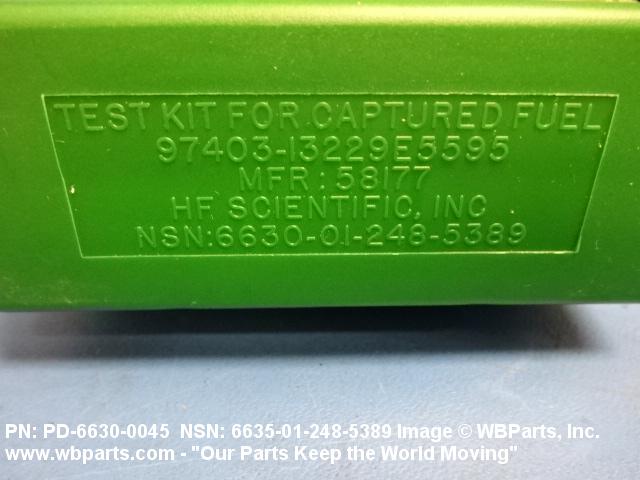 TEST KIT FOR CAPTURED FUEL
97403-13229E5595
MFR: 58177
HF SCIENTIFIC, INC
NSN:6630-01-248-5389
PN: PD-6630-0045 NSN: 6635-01-248-5389 Image © WBParts, Inc.
www.wbparts.com - "Our Parts Keep the World Moving"